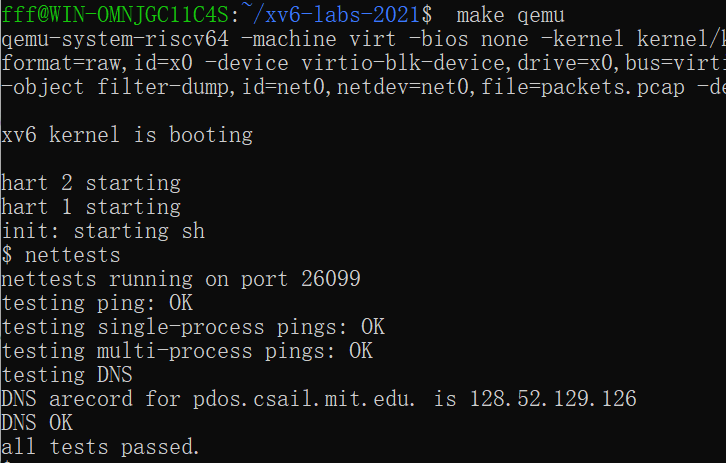 fff@WIN-OMNJGC11C4S:~/xv6-labs-2021$ make qemu
qemu-system-riscv64 -machine virt -bios none -kernel kernel/
format=raw,id=x0 -device virtio-blk-device,drive=x0,bus=virti
-object filter-dump,id=net0,netdev=net0,file=packets.pcap -de
xv6 kernel is booting
hart 2 starting
hart 1 starting
init: starting sh
$ nettests
nettests running on port 26099
testing ping: OK
testing single-process pings: OK
testing multi-process pings: OK
testing DNS
DNS arecord for pdos.csail.mit.edu. is 128.52.129.126
DNS OK
all tests passed.